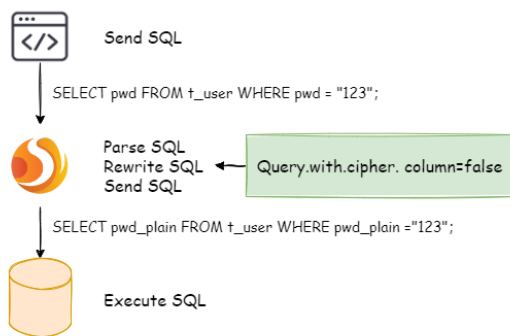 </>
Send SQL
SELECT pwd FROM t_user WHERE pwd = "123";
Parse SQL
Rewrite SQL
Send SQL
Query.with.cipher. column=false
SELECT pwd_plain FROM t_user WHERE pwd_plain ="123";
Execute SQL